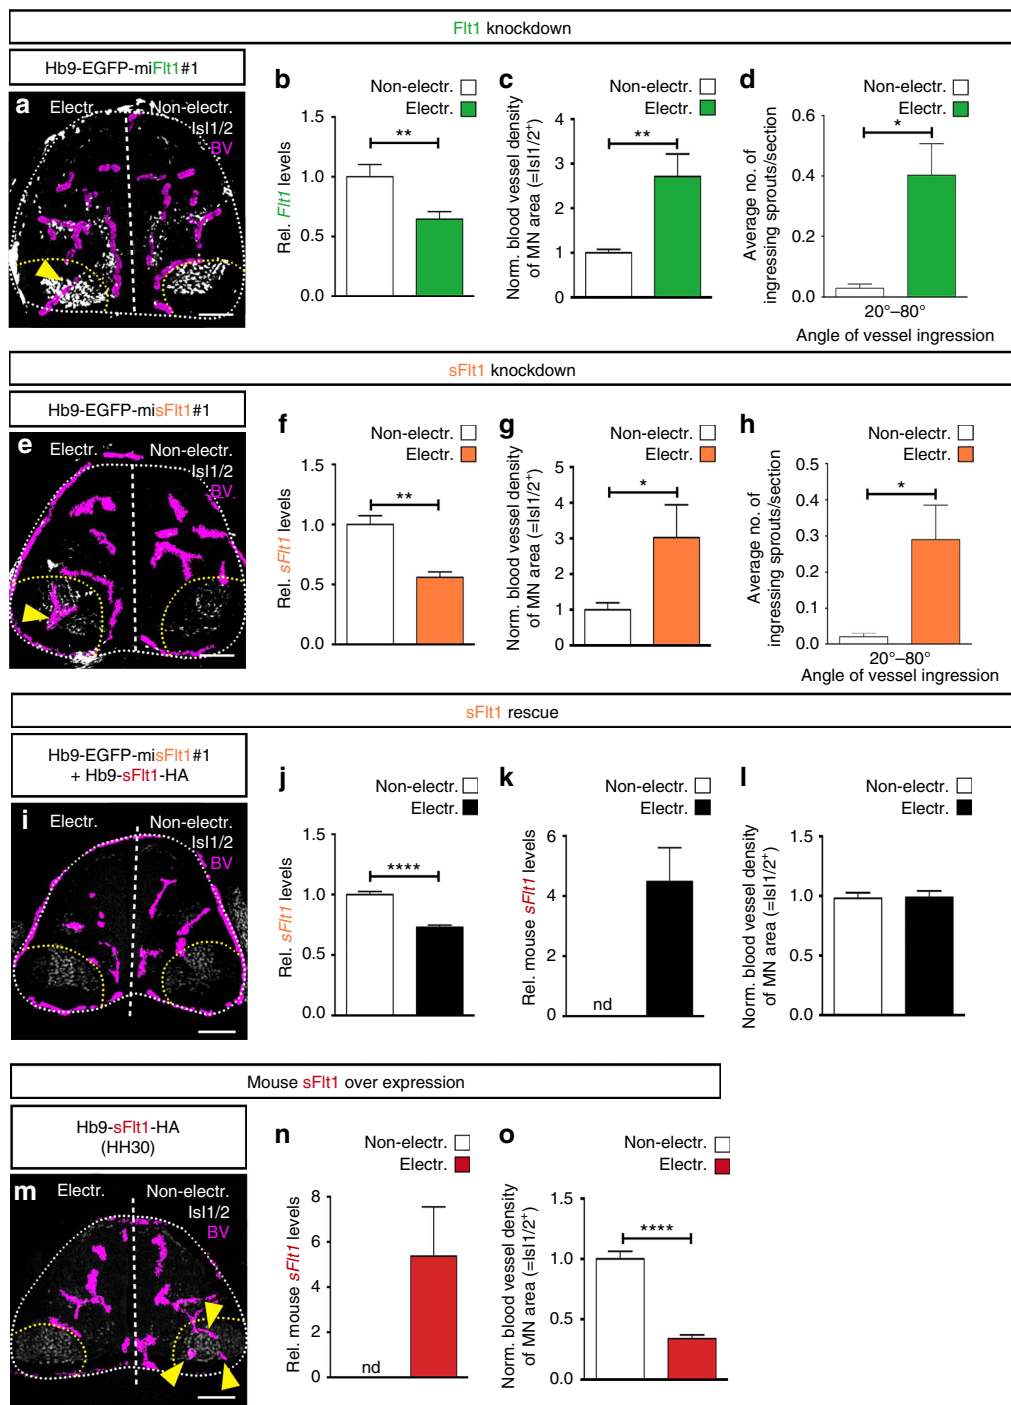 Flt1 knockdown
Hb9-EGFP-miFlt1#1
a
Electr.
Non-electr.
Isl1/2
BV
b
Non-electr.
Electr.
Rel. Flt1 levels
1.5
1.0
0.5
0.0
**
c
Non-electr.
Electr.
Norm. blood vessel density
of MN area (=Isl1/2+)
4
3
2
1
0
**
d
Non-electr.
Electr.
Average no. of
ingressing sprouts/section
0.6
0.4
0.2
0.0
*
20°–80°
Angle of vessel ingression
sFlt1 knockdown
Hb9-EGFP-misFlt1#1
e
Electr.
Non-electr.
Isl1/2
BV
f
Non-electr.
Electr.
Rel. sFlt1 levels
1.5
1.0
0.5
0.0
**
g
Non-electr.
Electr.
Norm. blood vessel density
of MN area (=Isl1/2+)
5
4
3
2
1
0
*
h
Non-electr.
Electr.
Average no. of
ingressing sprouts/section
0.5
0.4
0.3
0.2
0.1
0.0
*
20°–80°
Angle of vessel ingression
sFlt1 rescue
Hb9-EGFP-misFlt1#1
+ Hb9-sFlt1-HA
i
Electr.
Non-electr.
Isl1/2
BV
j
Non-electr.
Electr.
Rel. sFlt1 levels
1.5
1.0
0.5
0.0
****
k
Non-electr.
Electr.
Rel. mouse sFlt1 levels
6
4
2
0
nd
l
Non-electr.
Electr.
Norm. blood vessel density
of MN area (=Isl1/2+)
1.5
1.0
0.5
0.0
Mouse sFlt1 over expression
Hb9-sFlt1-HA
(HH30)
m
Electr.
Non-electr.
Isl1/2
BV
n
Non-electr.
Electr.
Rel. mouse sFlt1 levels
8
6
4
2
0
nd
o
Non-electr.
Electr.
Norm. blood vessel density
of MN area (=Isl1/2+)
1.5
1.0
0.5
0.0
****